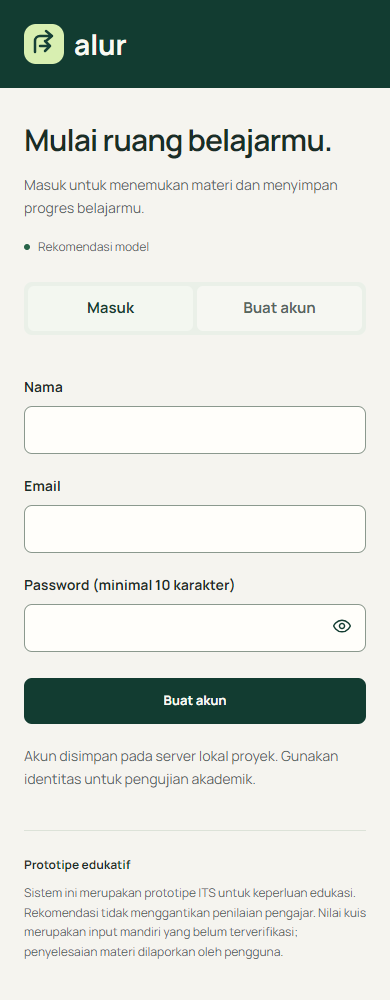 alur
Mulai ruang belajarmu.
Masuk untuk menemukan materi dan menyimpan
progres belajarmu.
Rekomendasi model
Masuk
Buat akun
Nama
Email
Password (minimal 10 karakter)
Buat akun
Akun disimpan pada server lokal proyek. Gunakan
identitas untuk pengujian akademik.
Prototipe edukatif
Sistem ini merupakan prototipe ITS untuk keperluan edukasi.
Rekomendasi tidak menggantikan penilaian pengajar. Nilai kuis
merupakan input mandiri yang belum terverifikasi;
penyelesaian materi dilaporkan oleh pengguna.